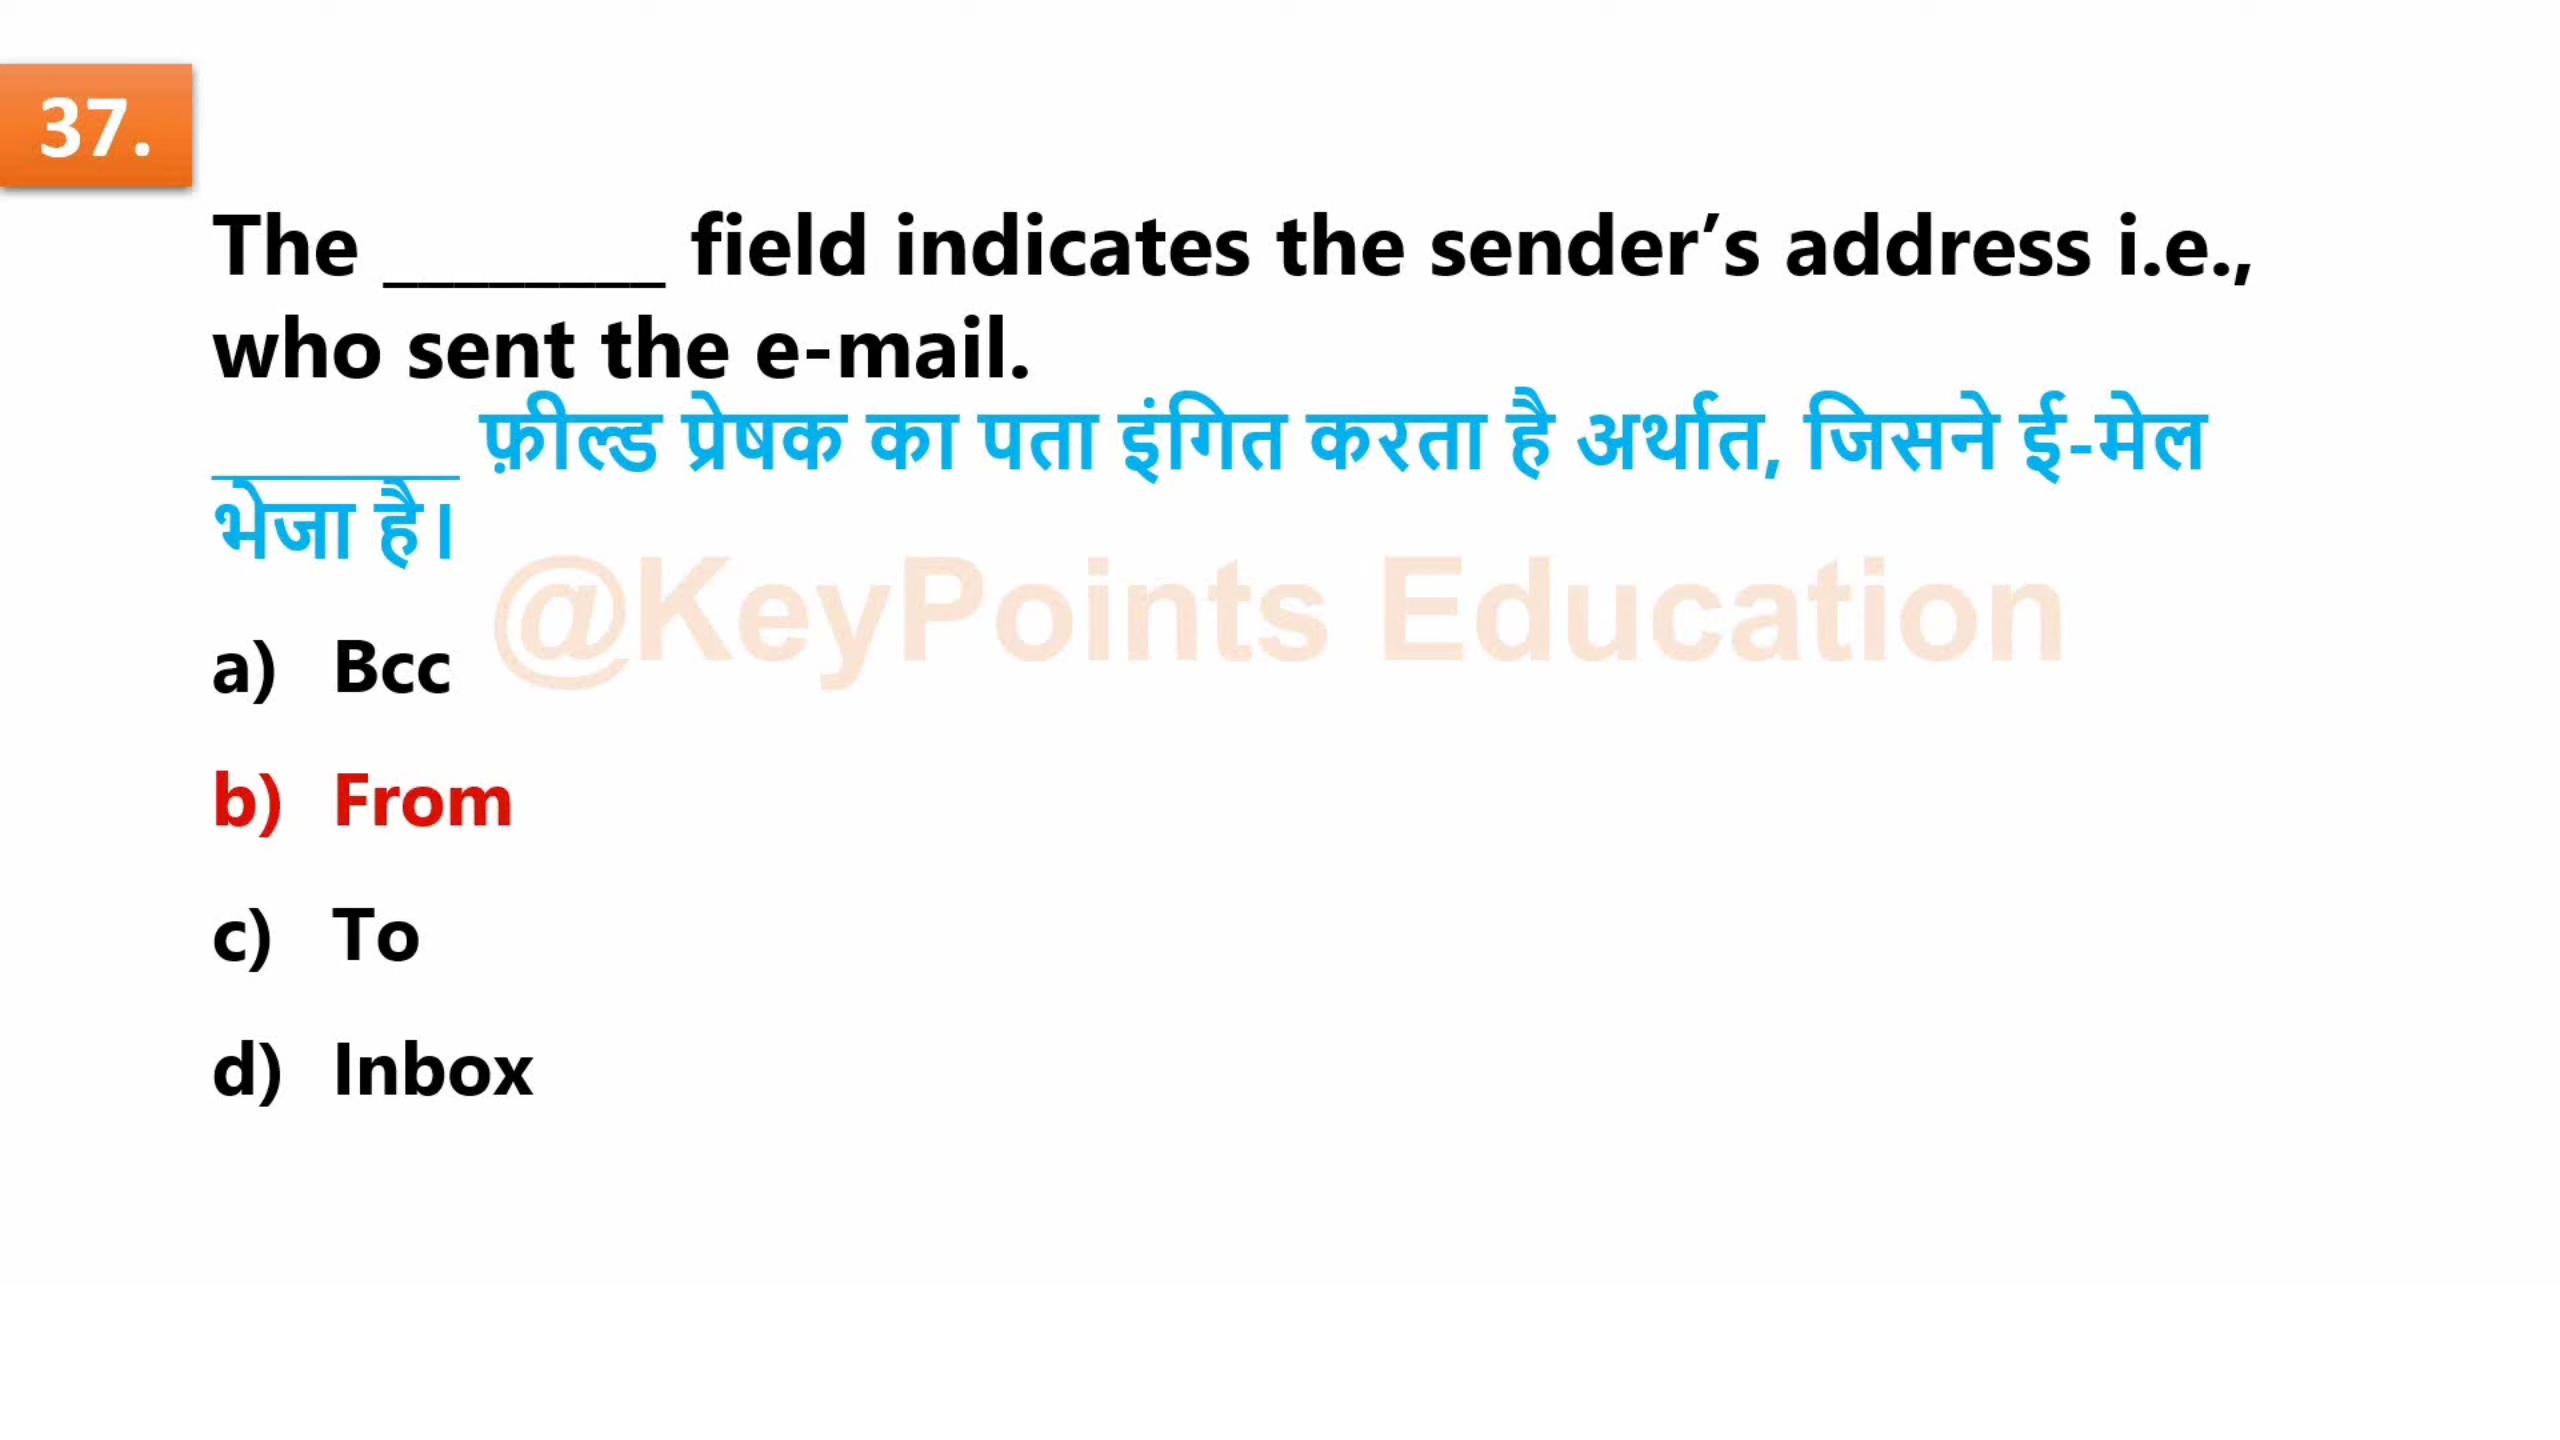 37.
The ________ field indicates the sender’s address i.e.,
who sent the e-mail.
________ फ़ील्ड प्रेषक का पता इंगित करता है अर्थात, जिसने ई-मेल
भेजा है।
@KeyPoints Education
a) Bcc
b) From
c) To
d) Inbox